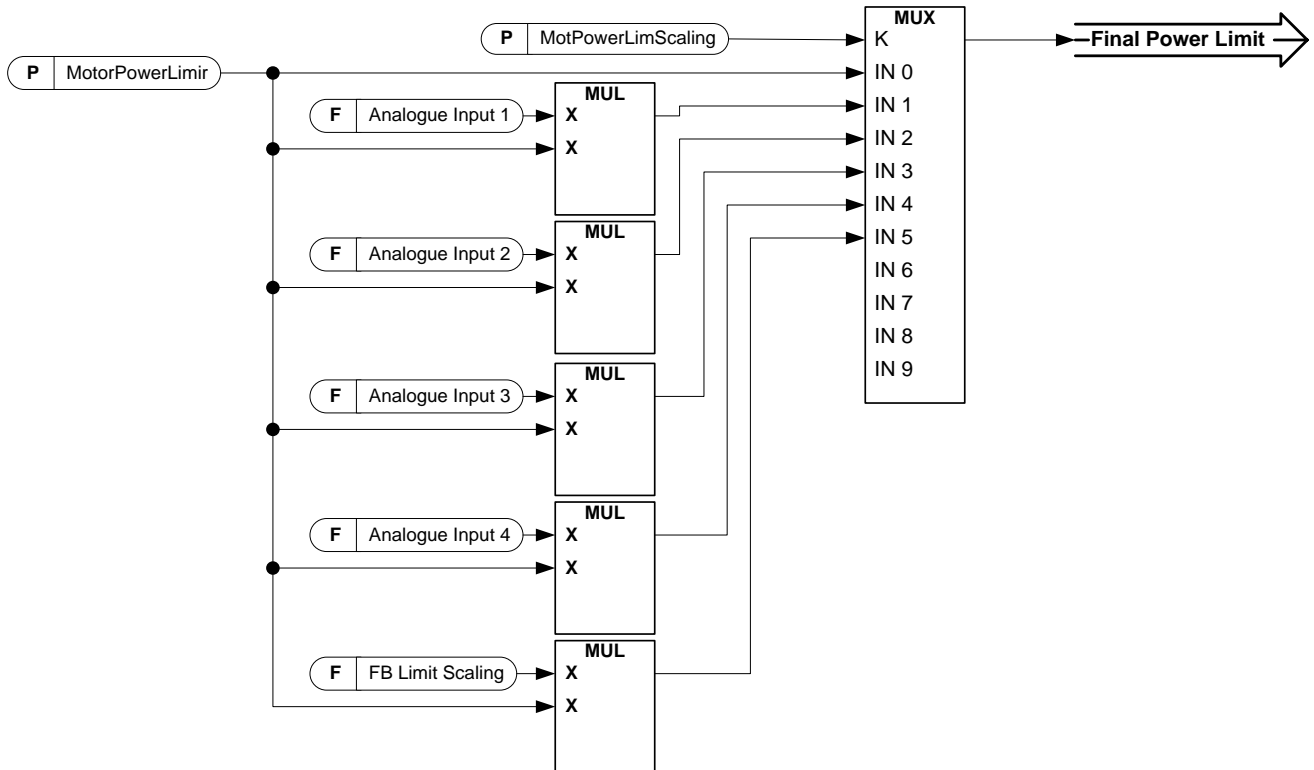 MUX
P MotPowerLimScaling
K
Final Power Limit
P MotorPowerLimir
IN 0
MUL
F Analogue Input 1
X
X
IN 1
IN 2
IN 3
IN 4
IN 5
IN 6
IN 7
IN 8
IN 9
MUL
F Analogue Input 2
X
X
MUL
F Analogue Input 3
X
X
MUL
F Analogue Input 4
X
X
MUL
F FB Limit Scaling
X
X